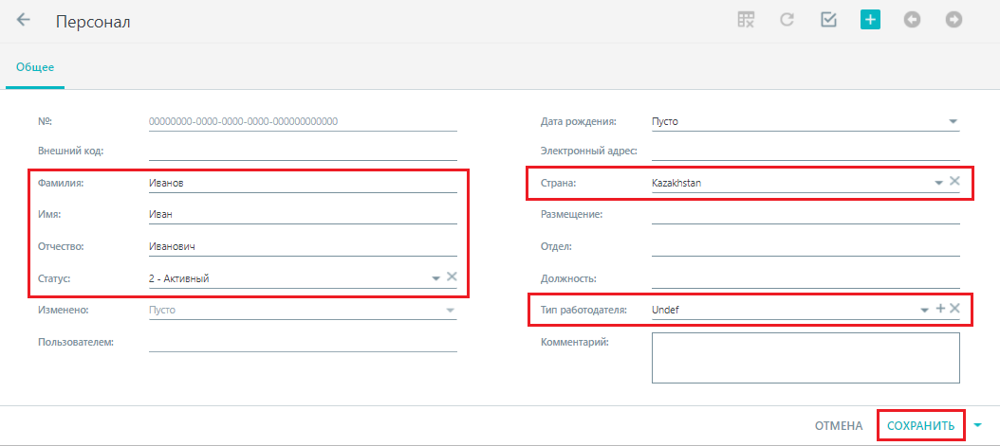 Персонал
Общее
№: 00000000-0000-0000-0000-000000000000
Внешний код:
Фамилия: Иванов
Имя: Иван
Отчество: Иванович
Статус: 2 - Активный
Изменено: Пусто
Пользователем:
Дата рождения: Пусто
Электронный адрес:
Страна: Kazakhstan
Размещение:
Отдел:
Должность:
Тип работодателя: Undef
Комментарий:
ОТМЕНА СОХРАНИТЬ